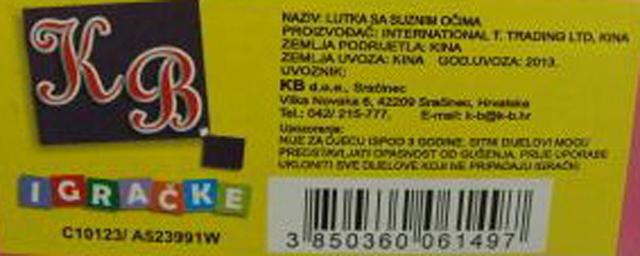 KB
IGRAČKE
C10123/ A523991W
NAZIV: LUTKA SA SUZNIM OČIMA
PROIZVOĐAČ: INTERNATIONAL T. TRADING LTD, KINA
ZEMLJA PODRIJETLA: KINA
ZEMLJA UVOZA: KINA GOD.UVOZA: 2013.
UVOZNIK:
KB d.o.o., Sračinec
Vilka Novaka 6, 42209 Sračinec, Hrvatska
Tel.: 042/ 215-777, E-mail: k-b@k-b.hr
Upozorenje:
NIJE ZA DJECU ISPOD 3 GODINE. SITNI DIJELOVI MOGU
PREDSTAVLJATI OPASNOST OD GUŠENJA. PRIJE UPORABE
UKLONITI SVE DIJELOVE KOJI NE PRIPADAJU IGRAČKI
3 850360 061497